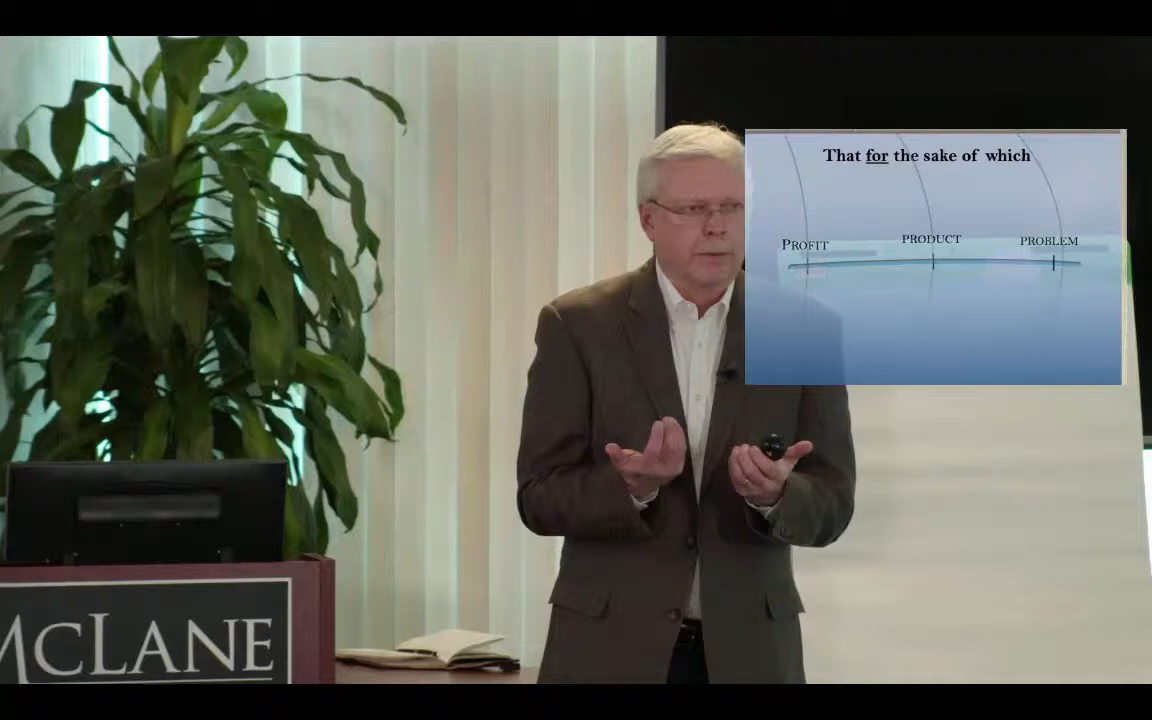 That for the sake of which
PROFIT
PRODUCT
PROBLEM
MCLANE